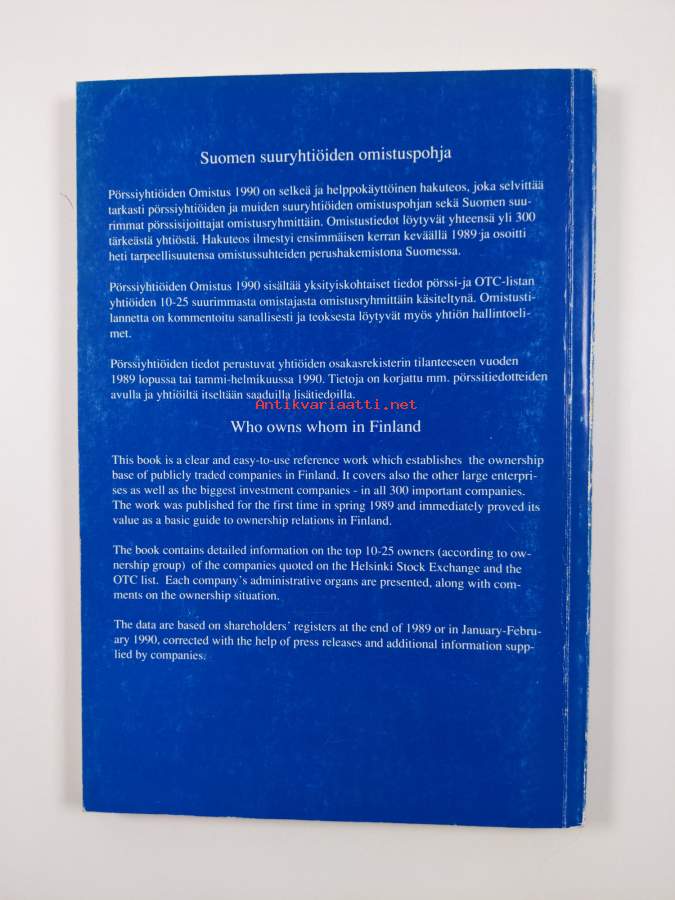 Suomen suuryhtiöiden omistuspohja
Pörssiyhtiöiden Omistus 1990 on selkeä ja helppokäyttöinen hakuteos, joka selvittää
tarkasti pörssiyhtiöiden ja muiden suuryhtiöiden omistuspohjan sekä Suomen suu-
rimmat pörssisijoittajat omistusryhmittäin. Omistustiedot löytyvät yhteensä yli 300
tärkeästä yhtiöstä. Hakuteos ilmestyi ensimmäisen kerran keväällä 1989 ja osoitti
heti tarpeellisuutensa omistussuhteiden perushakemistona Suomessa.
Pörssiyhtiöiden Omistus 1990 sisältää yksityiskohtaiset tiedot pörssi-ja OTC-listan
yhtiöiden 10-25 suurimmasta omistajasta omistusryhmittäin käsiteltynä. Omistusti-
lannetta on kommentoitu sanallisesti ja teoksesta löytyvät myös yhtiön hallintoeli-
met.
Pörssiyhtiöiden tiedot perustuvat yhtiöiden osakasrekisterin tilanteeseen vuoden
1989 lopussa tai tammi-helmikuussa 1990. Tietoja on korjattu mm. pörssitiedotteiden
avulla ja yhtiöiltä itseltään saaduilla lisätiedoilla.
Antikvariaatti.net
Who owns whom in Finland
This book is a clear and easy-to-use reference work which establishes the ownership
base of publicly traded companies in Finland. It covers also the other large enterpri-
ses as well as the biggest investment companies - in all 300 important companies.
The work was published for the first time in spring 1989 and immediately proved its
value as a basic guide to ownership relations in Finland.
The book contains detailed information on the top 10-25 owners (according to ow-
nership group) of the companies quoted on the Helsinki Stock Exchange and the
OTC list. Each company's administrative organs are presented, along with com-
ments on the ownership situation.
The data are based on shareholders' registers at the end of 1989 or in January-Febru-
ary 1990, corrected with the help of press releases and additional information supp-
lied by companies.